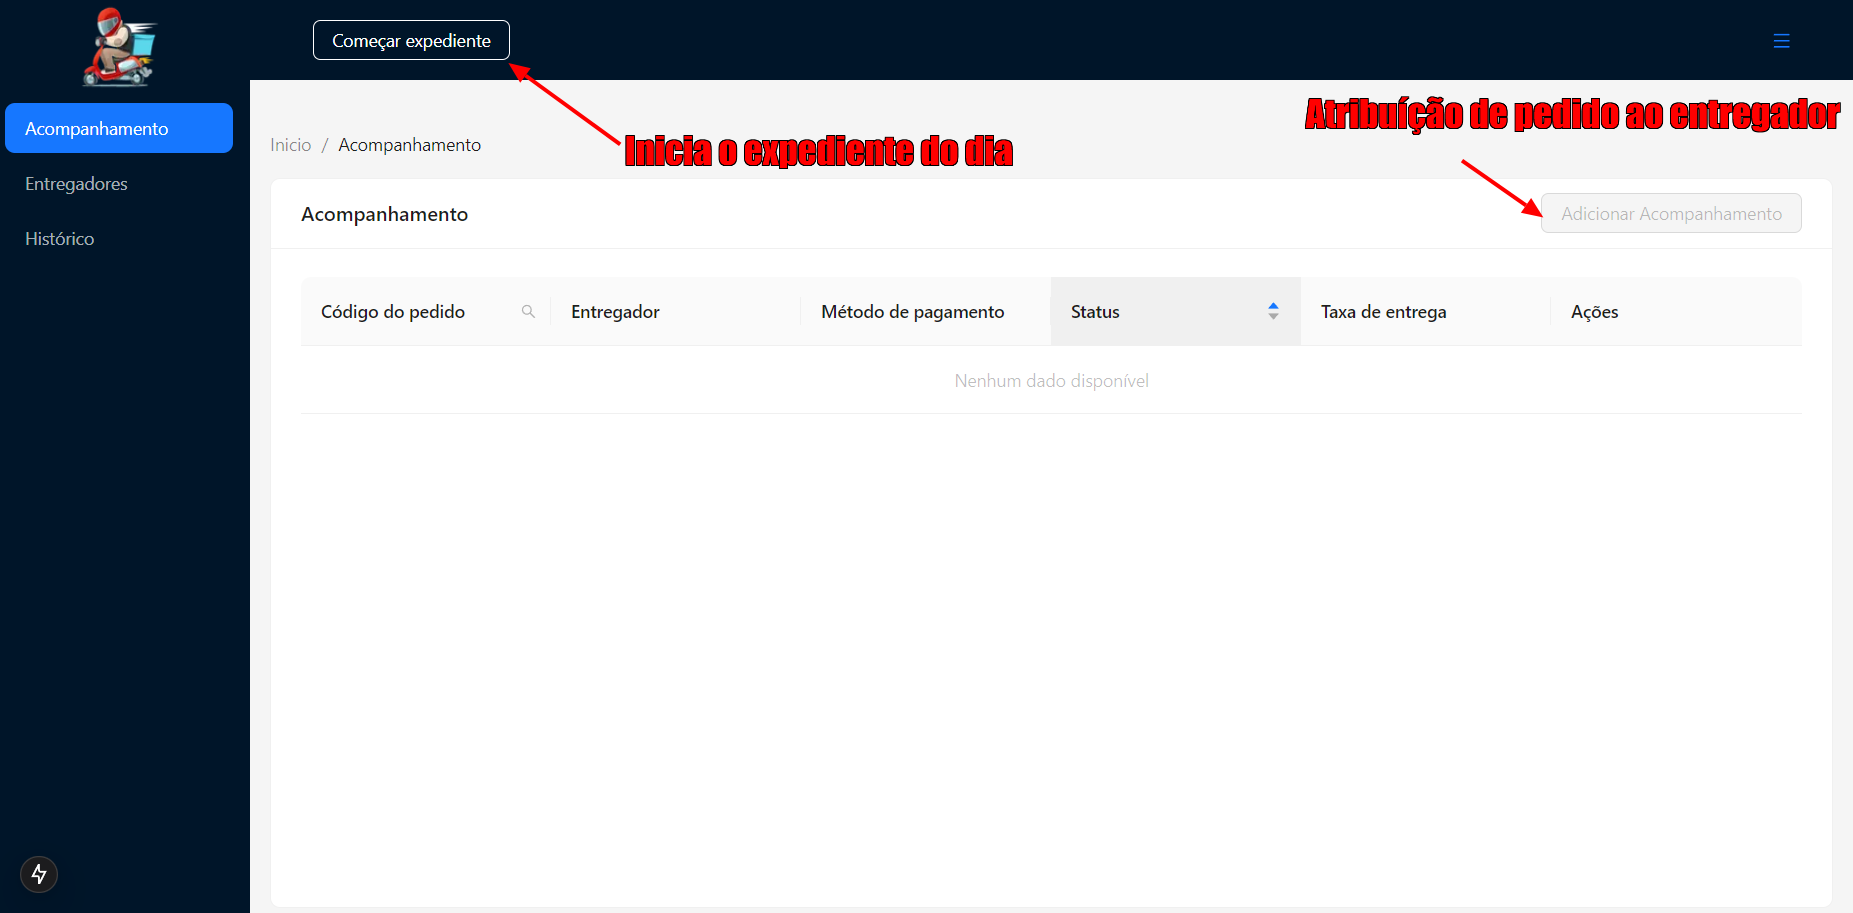 Começar expediente
Inicia o expediente do dia
Atribuíção de pedido ao entregador
Acompanhamento
Entregadores
Histórico
Inicio / Acompanhamento
Acompanhamento
Adicionar Acompanhamento
Código do pedido Entregador Método de pagamento Status Taxa de entrega Ações
Nenhum dado disponível